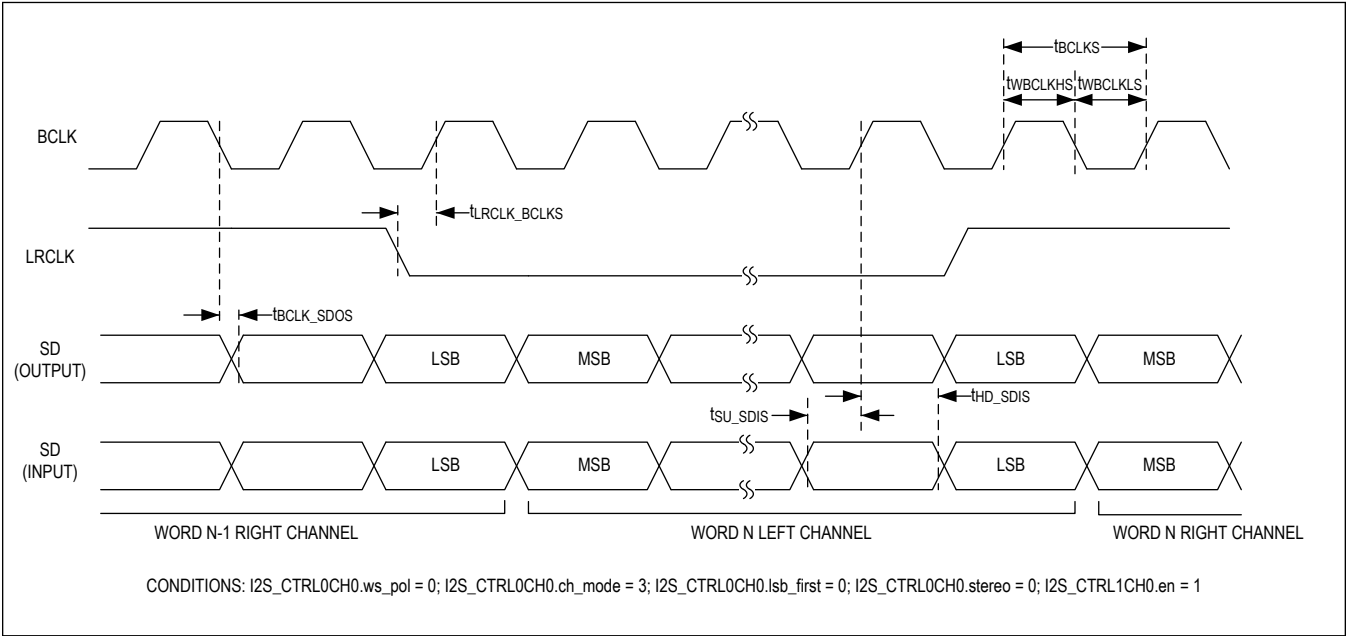 tBCLKS
tWBCLKHS tWBCLKLS
BCLK
tLRCLK_BCLKS
LRCLK
tBCLK_SDOS
SD
(OUTPUT)
LSB MSB LSB MSB
tSU_SDIS tHD_SDIS
SD
(INPUT)
LSB MSB LSB MSB
WORD N-1 RIGHT CHANNEL WORD N LEFT CHANNEL WORD N RIGHT CHANNEL
CONDITIONS: I2S_CTRL0CH0.ws_pol = 0; I2S_CTRL0CH0.ch_mode = 3; I2S_CTRL0CH0.lsb_first = 0; I2S_CTRL0CH0.stereo = 0; I2S_CTRL1CH0.en = 1